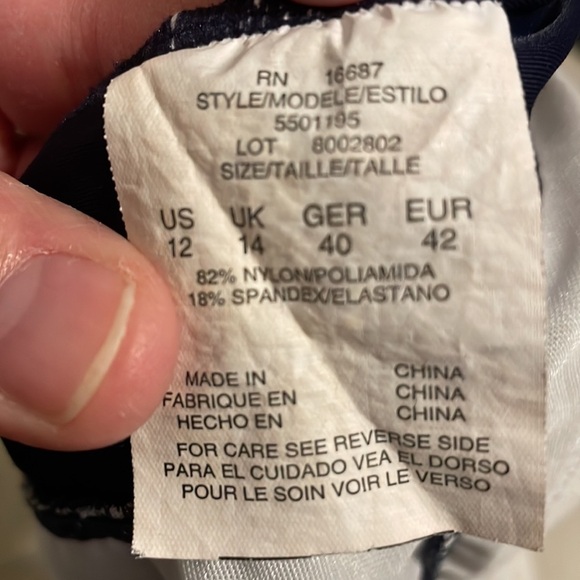 RN 16687
STYLE/MODELE/ESTILO
5501195
LOT 8002802
SIZE/TAILLE/TALLE
US UK GER EUR
12 14 40 42
82% NYLON/POLIAMIDA
18% SPANDEX/ELASTANO
MADE IN CHINA
FABRIQUE EN CHINA
HECHO EN CHINA
FOR CARE SEE REVERSE SIDE
PARA EL CUIDADO VEA EL DORSO
POUR LE SOIN VOIR LE VERSO